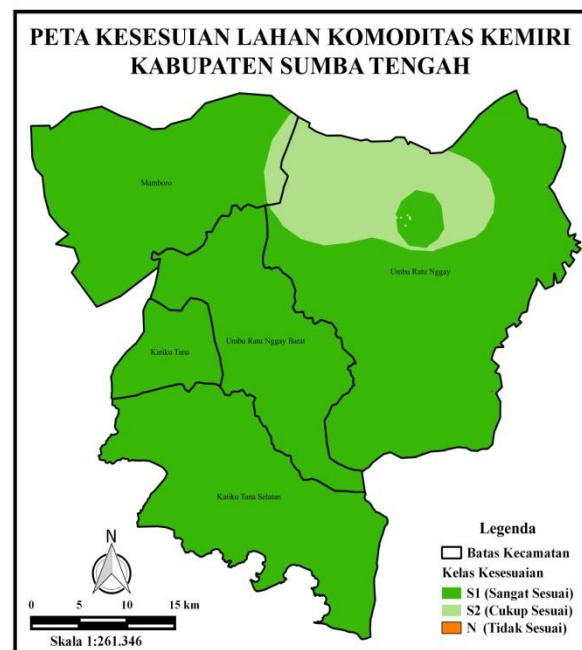 PETA KESESUIAN LAHAN KOMODITAS KEMIRI
KABUPATEN SUMBA TENGAH
Mamboro
Umbu Ratu Nggay
Umbu Ratu Nggay Barat
Katiku Tana
Katiku Tana Selatan
N
0 5 10 15 km
Skala 1:261.346
Legenda
Batas Kecamatan
Kelas Kesesuaian
S1 (Sangat Sesuai)
S2 (Cukup Sesuai)
N (Tidak Sesuai)